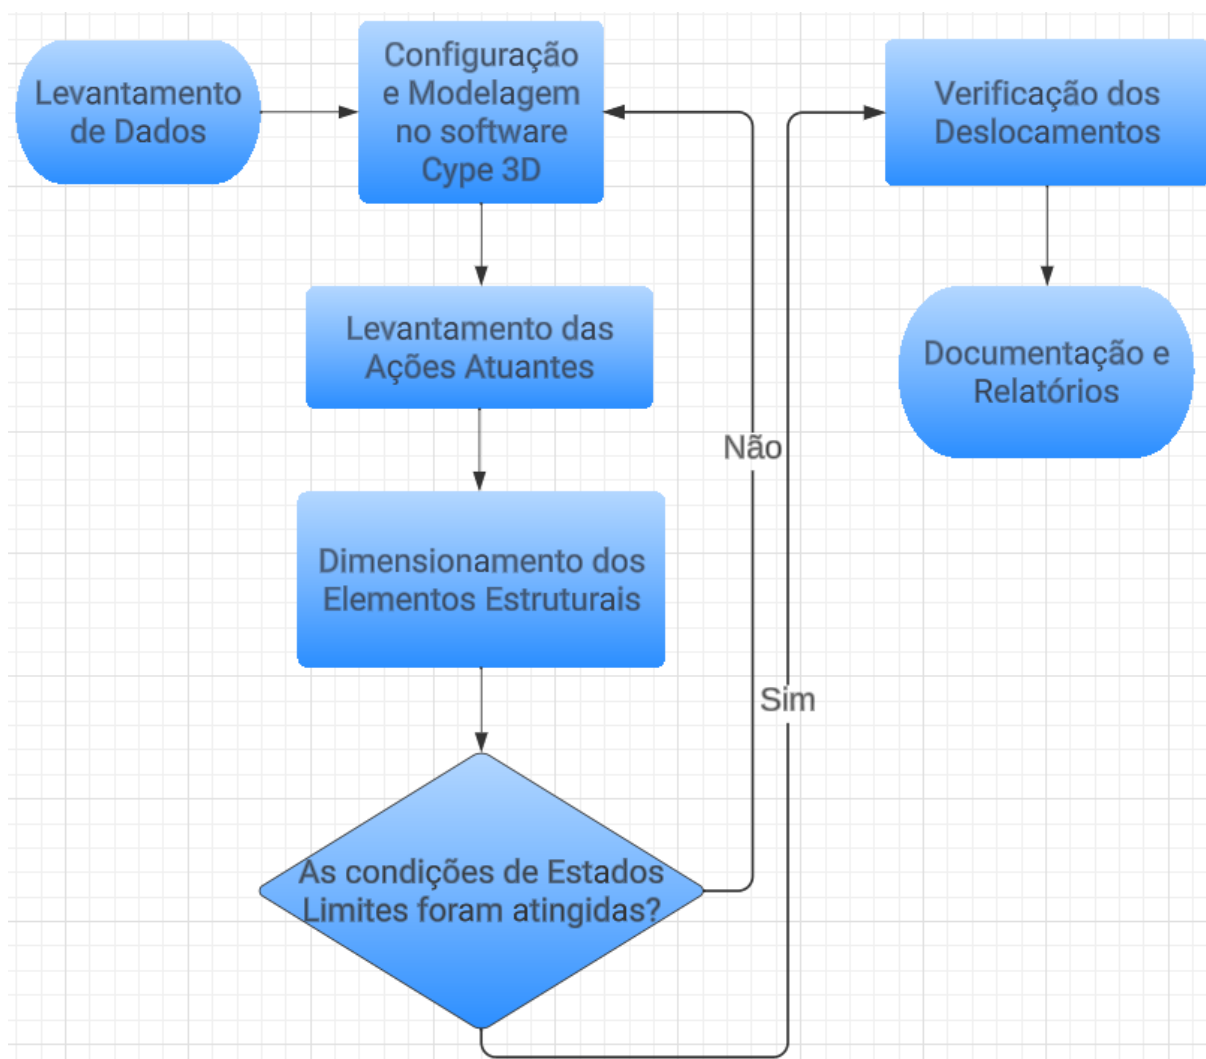 Levantamento
de Dados
Configuração
e Modelagem
no software
Cype 3D
Levantamento das
Ações Atuantes
Dimensionamento dos
Elementos Estruturais
As condições de Estados
Limites foram atingidas?
Não
Sim
Verificação dos
Deslocamentos
Documentação e
Relatórios